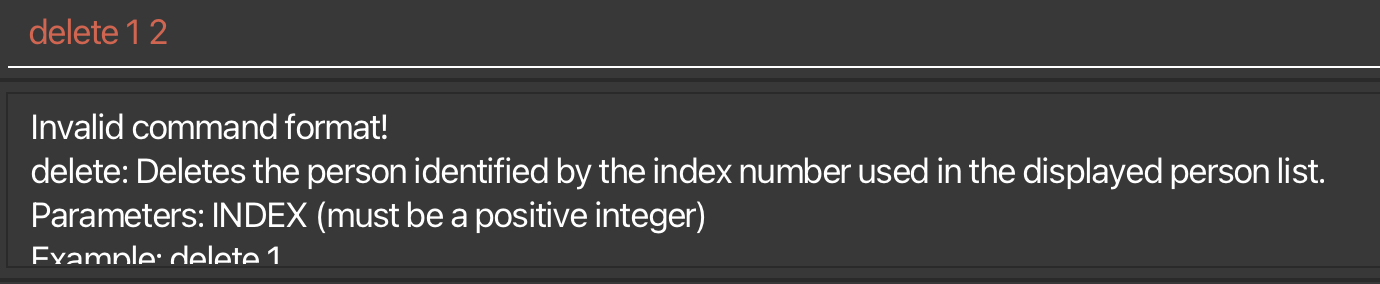 delete 1 2
Invalid command format!
delete: Deletes the person identified by the index number used in the displayed person list.
Parameters: INDEX (must be a positive integer)
Example: delete 1